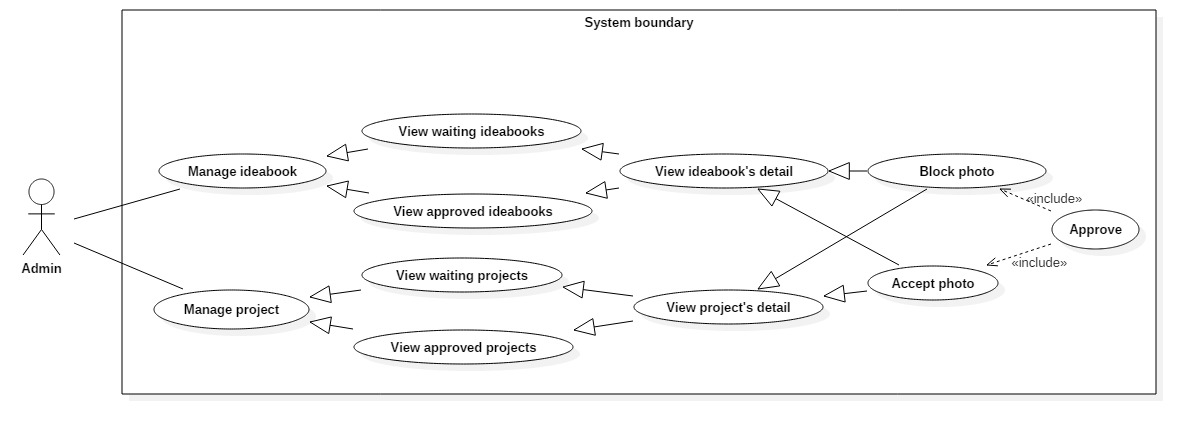 System boundary
View waiting ideabooks
Manage ideabook
View ideabook's detail
Block photo
«include»
View approved ideabooks
Approve
Admin
«include»
View waiting projects
Accept photo
Manage project
View project's detail
View approved projects